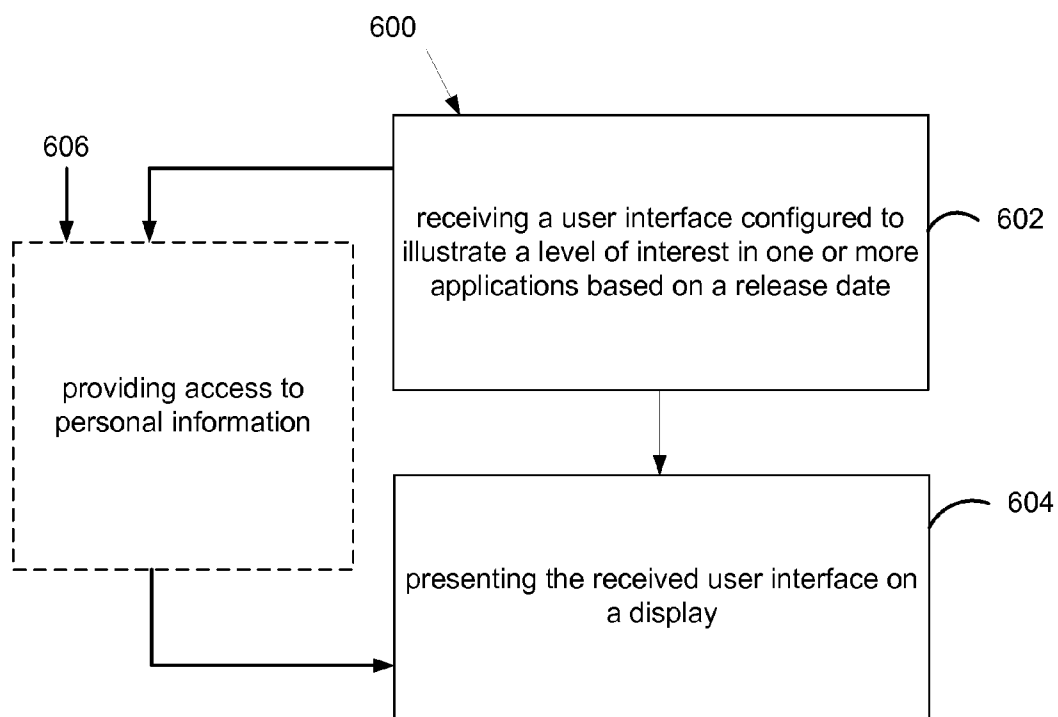 600
606
receiving a user interface configured to
illustrate a level of interest in one or more
applications based on a release date
602
providing access to
personal information
604
presenting the received user interface on
a display